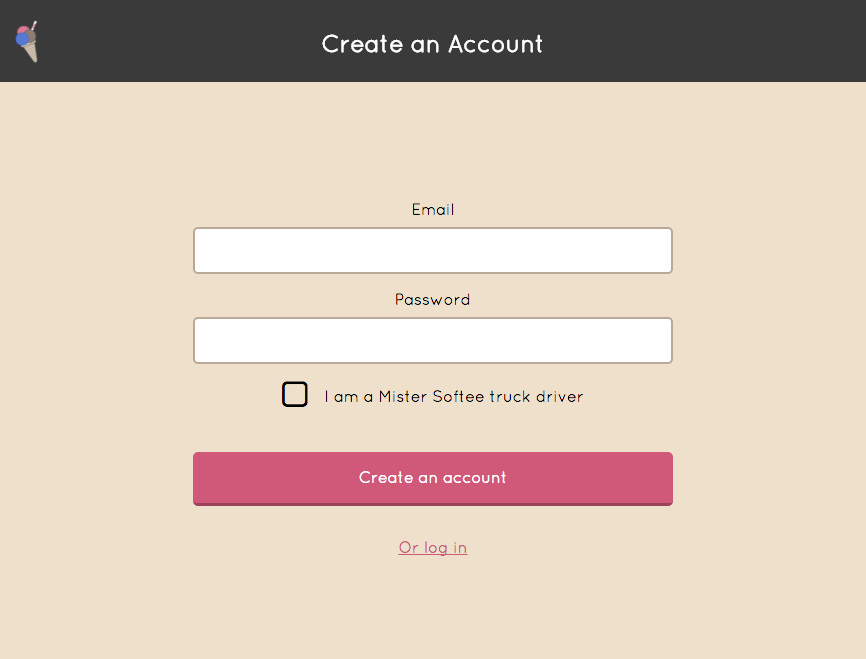 Create an Account
Email
Password
I am a Mister Softee truck driver
Create an account
Or log in